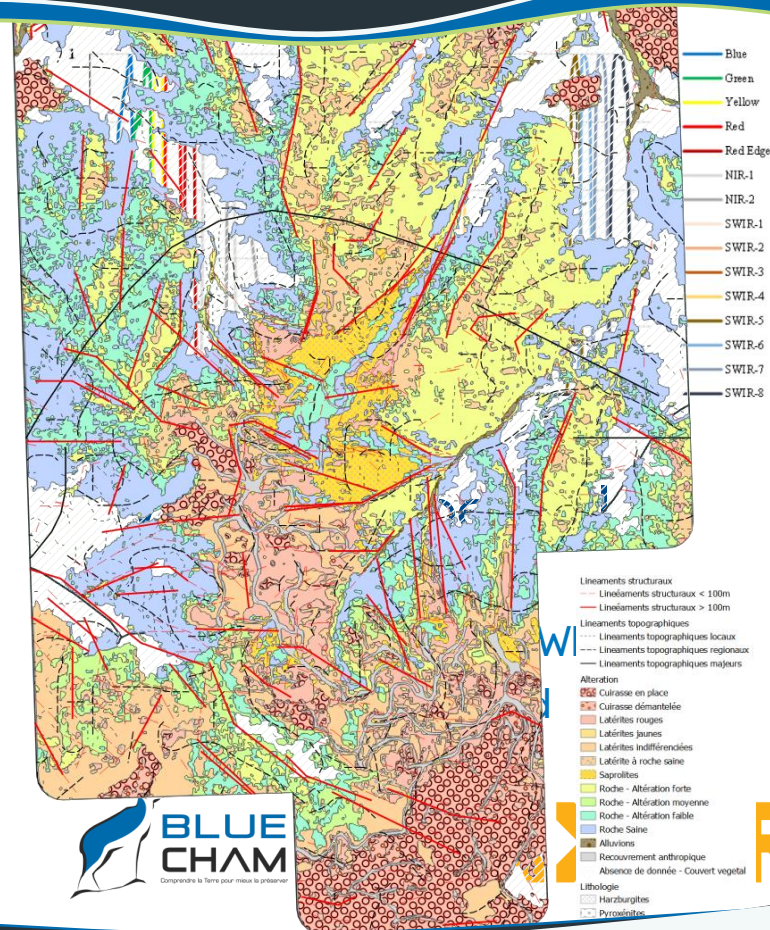 Blue
Green
Yellow
Red
Red Edge
NIR-1
NIR-2
SWIR-1
SWIR-2
SWIR-3
SWIR-4
SWIR-5
SWIR-6
SWIR-7
SWIR-8
Lineaments structuraux
Linéaments structuraux < 100m
Linéaments structuraux > 100m
Lineaments topographiques
Lineaments topographiques locaux
Lineaments topographiques regionaux
Lineaments topographiques majeurs
Alteration
Cuirasse en place
Cuirasse démantelée
Latérites rouges
Latérites jaunes
Latérites indifférenciées
Latérite à roche saine
Saprolites
Roche - Altération forte
Roche - Altération moyenne
Roche - Altération faible
Roche Saine
Alluvions
Recouvrement anthropique
Absence de donnée - Couvert vegetal
Lithologie
Harzburgites
Pyroxénites
BLUE
CHAM
Comprendre la Terre pour mieux la préserver